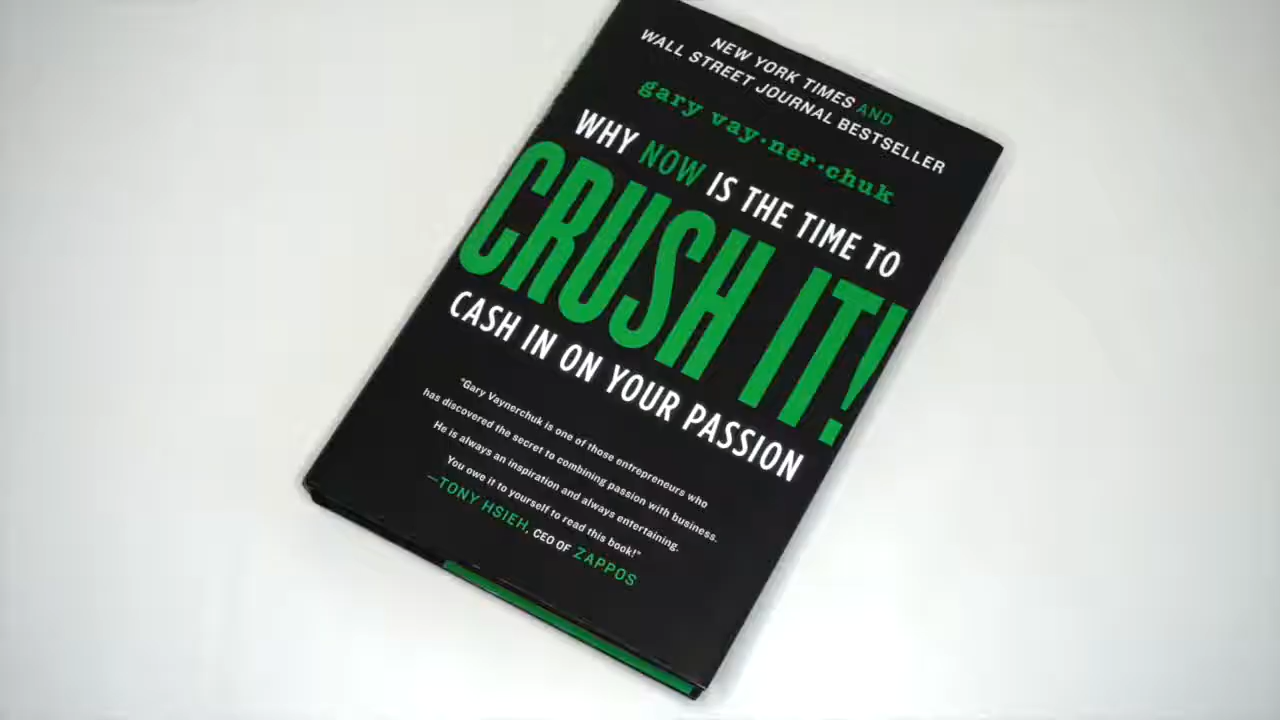 NEW YORK TIMES AND
WALL STREET JOURNAL BESTSELLER
gary vay·ner·chuk
WHY NOW IS THE TIME TO
CRUSH IT!
CASH IN ON YOUR PASSION
"Gary Vaynerchuk is one of those entrepreneurs who
has discovered the secret to combining passion with business.
He is always an inspiration and always entertaining.
You owe it to yourself to read this book!"
—TONY HSIEH, CEO OF ZAPPOS